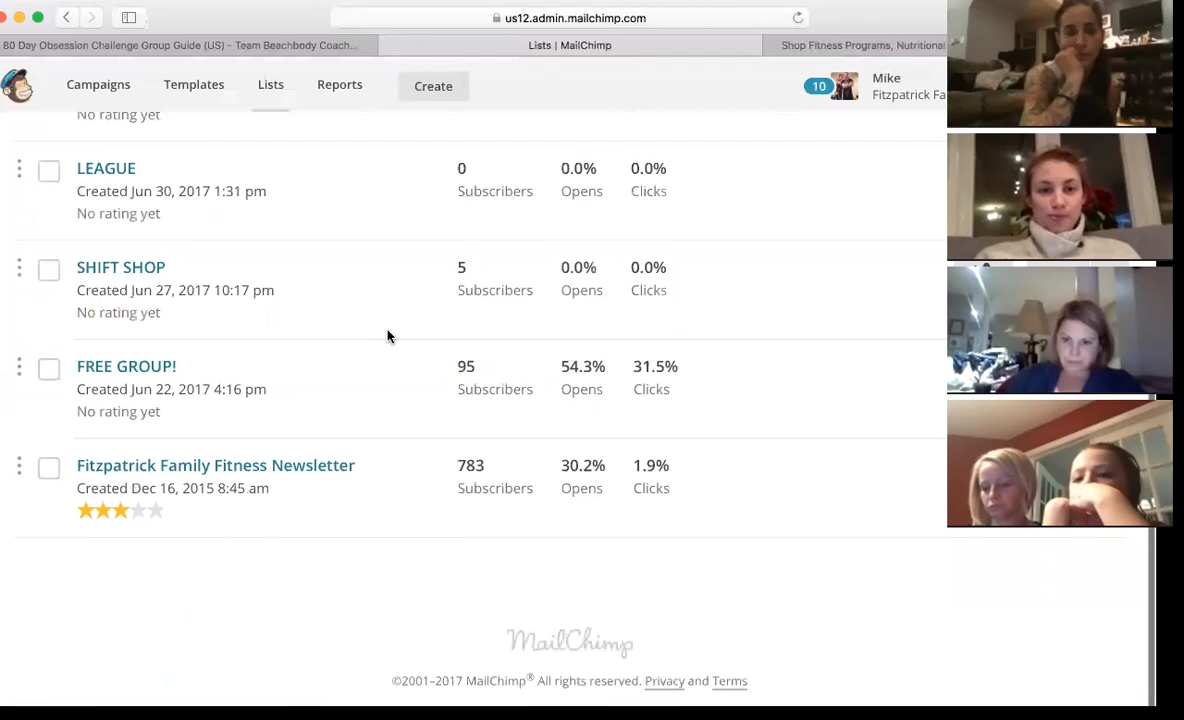 us12.admin.mailchimp.com
80 Day Obsession Challenge Group Guide (US) - Team Beachbody Coach...
Lists | MailChimp
Shop Fitness Programs, Nutritional
Campaigns
Templates
Lists
Reports
Create
10
Mike
Fitzpatrick Fa
No rating yet
LEAGUE
0
0.0%
0.0%
Created Jun 30, 2017 1:31 pm
Subscribers
Opens
Clicks
No rating yet
SHIFT SHOP
5
0.0%
0.0%
Created Jun 27, 2017 10:17 pm
Subscribers
Opens
Clicks
No rating yet
FREE GROUP!
95
54.3%
31.5%
Created Jun 22, 2017 4:16 pm
Subscribers
Opens
Clicks
No rating yet
Fitzpatrick Family Fitness Newsletter
783
30.2%
1.9%
Created Dec 16, 2015 8:45 am
Subscribers
Opens
Clicks
MailChimp
©2001–2017 MailChimp® All rights reserved. Privacy and Terms